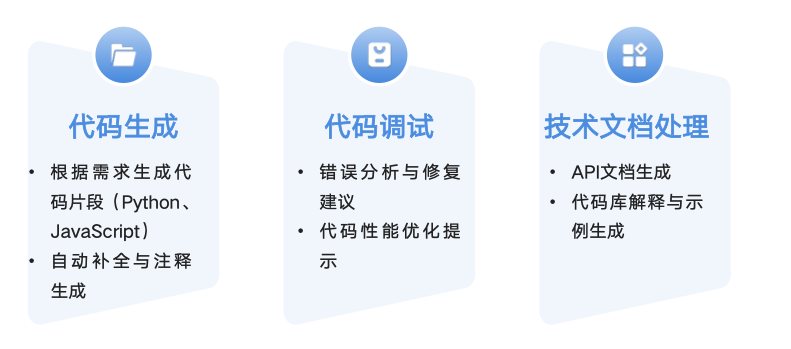 代码生成
• 根据需求生成代
码片段（Python、
JavaScript）
• 自动补全与注释
生成
代码调试
• 错误分析与修复
建议
• 代码性能优化提
示
技术文档处理
• API文档生成
• 代码库解释与示
例生成